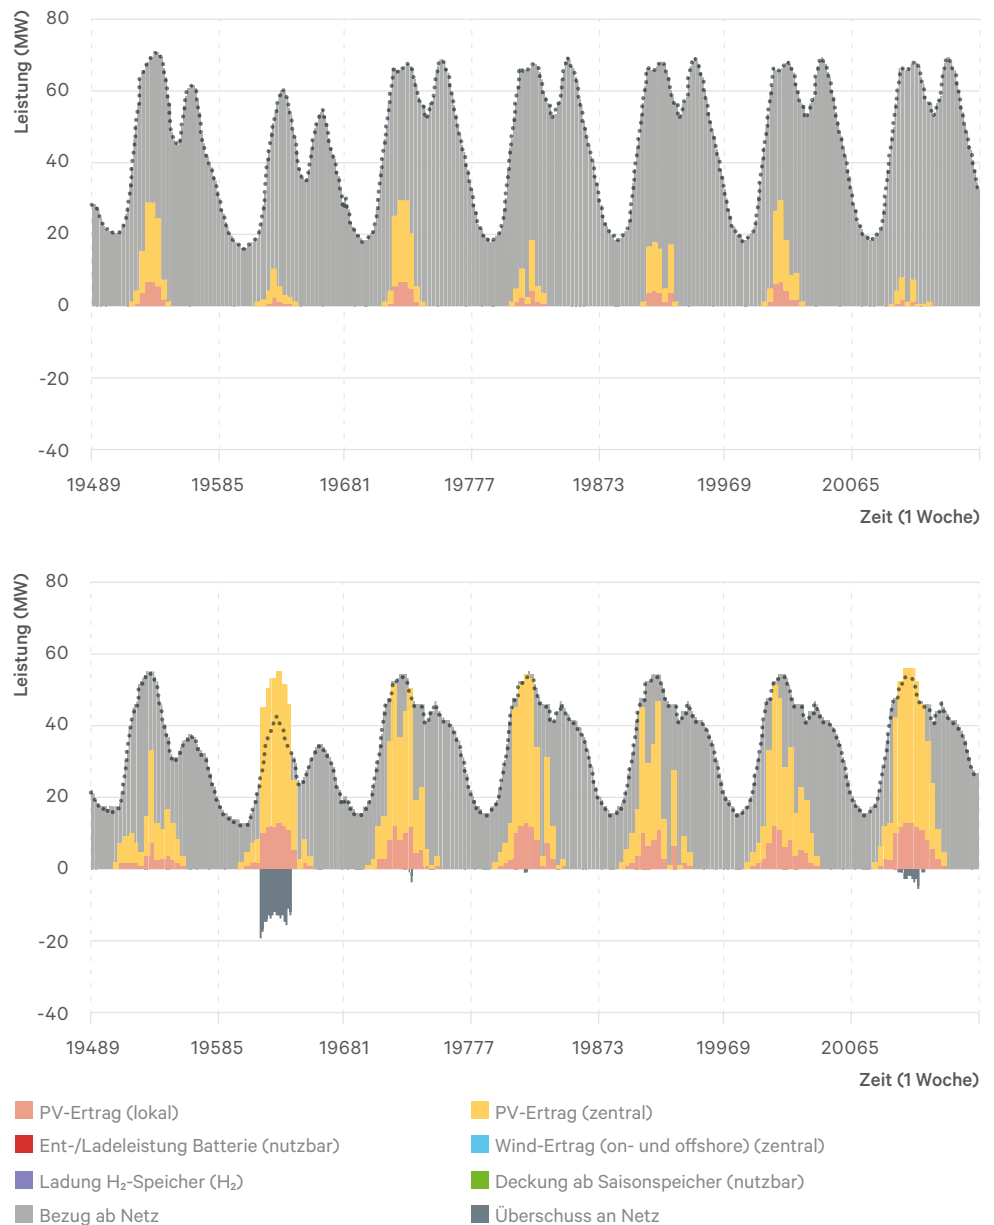 Leistung (MW)
80
60
40
20
0
-20
-40
19489 19585 19681 19777 19873 19969 20065
Zeit (1 Woche)
Leistung (MW)
80
60
40
20
0
-20
-40
19489 19585 19681 19777 19873 19969 20065
Zeit (1 Woche)
PV-Ertrag (lokal) PV-Ertrag (zentral)
Ent-/Ladeleistung Batterie (nutzbar) Wind-Ertrag (on- und offshore) (zentral)
Ladung H₂-Speicher (H₂) Deckung ab Saisonspeicher (nutzbar)
Bezug ab Netz Überschuss an Netz